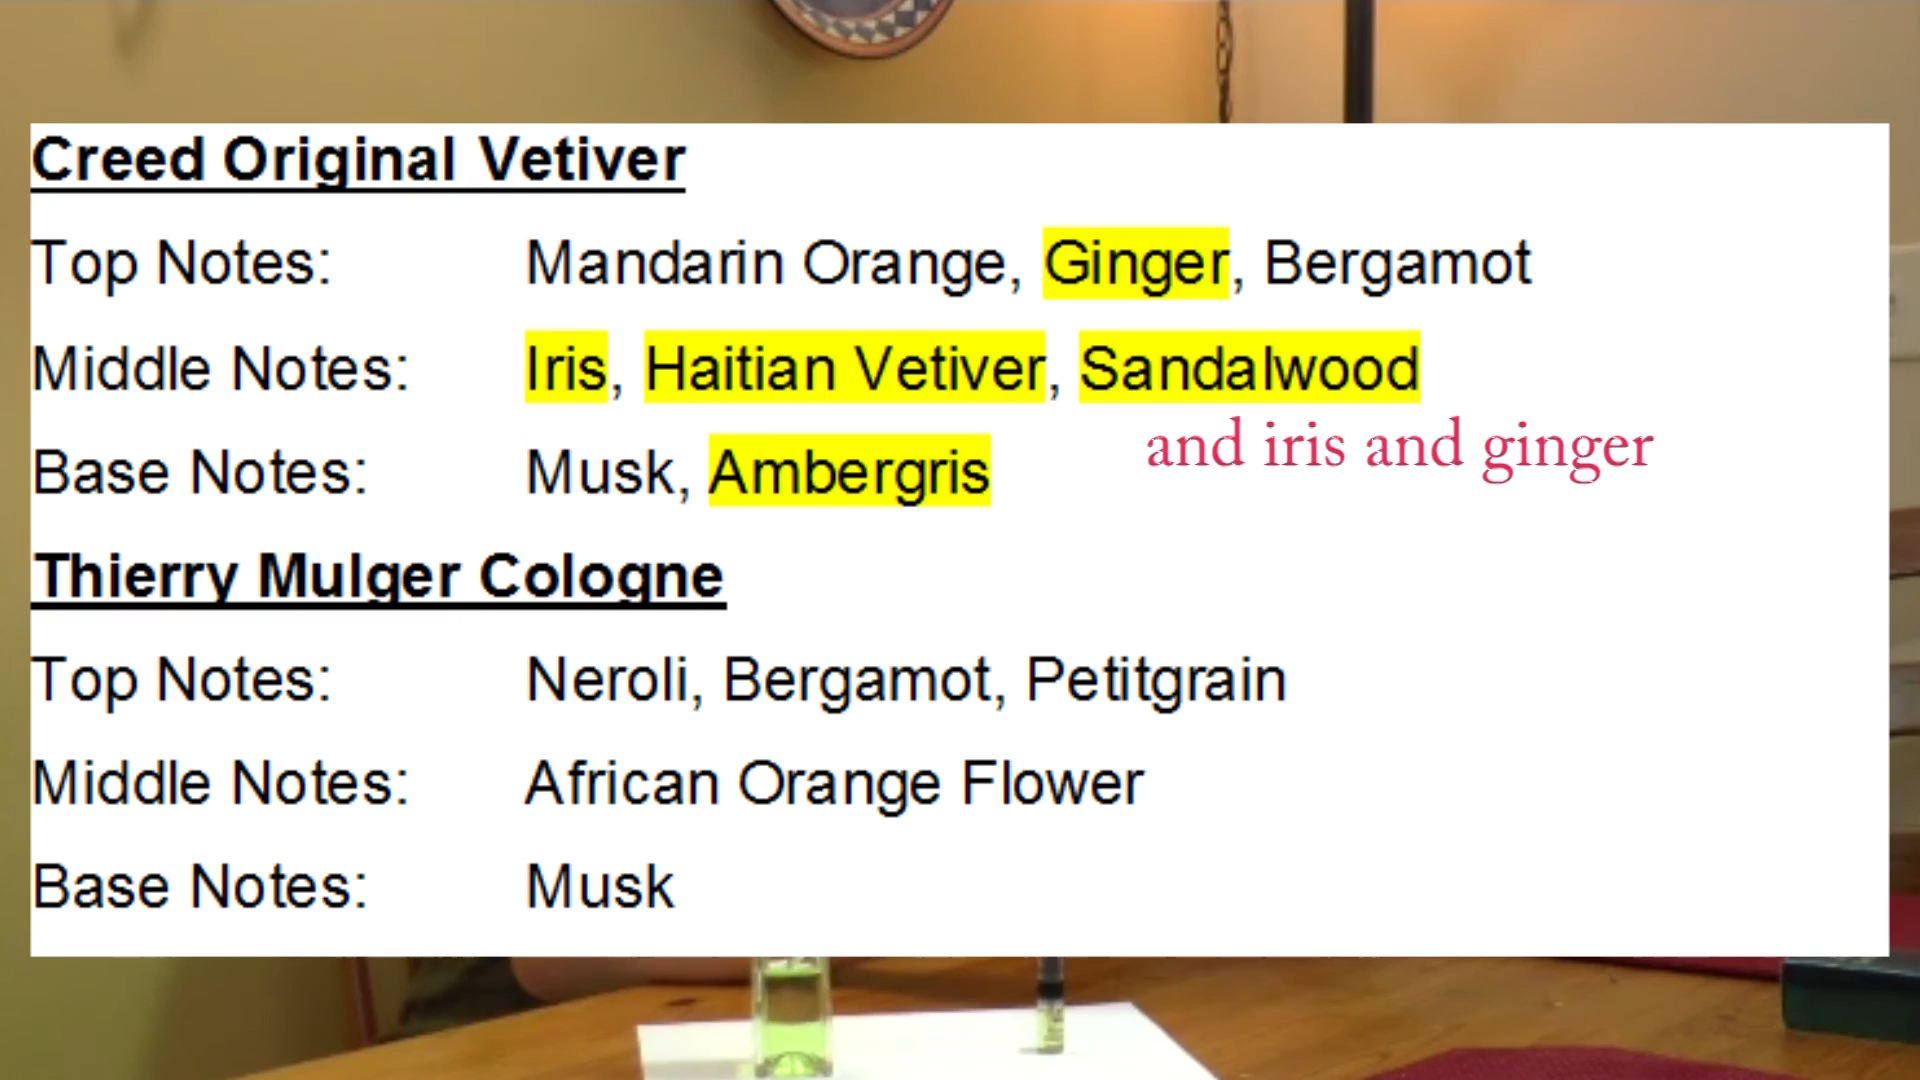 Creed Original Vetiver
Top Notes: Mandarin Orange, Ginger, Bergamot
Middle Notes: Iris, Haitian Vetiver, Sandalwood
and iris and ginger
Base Notes: Musk, Ambergris
Thierry Mulger Cologne
Top Notes: Neroli, Bergamot, Petitgrain
Middle Notes: African Orange Flower
Base Notes: Musk